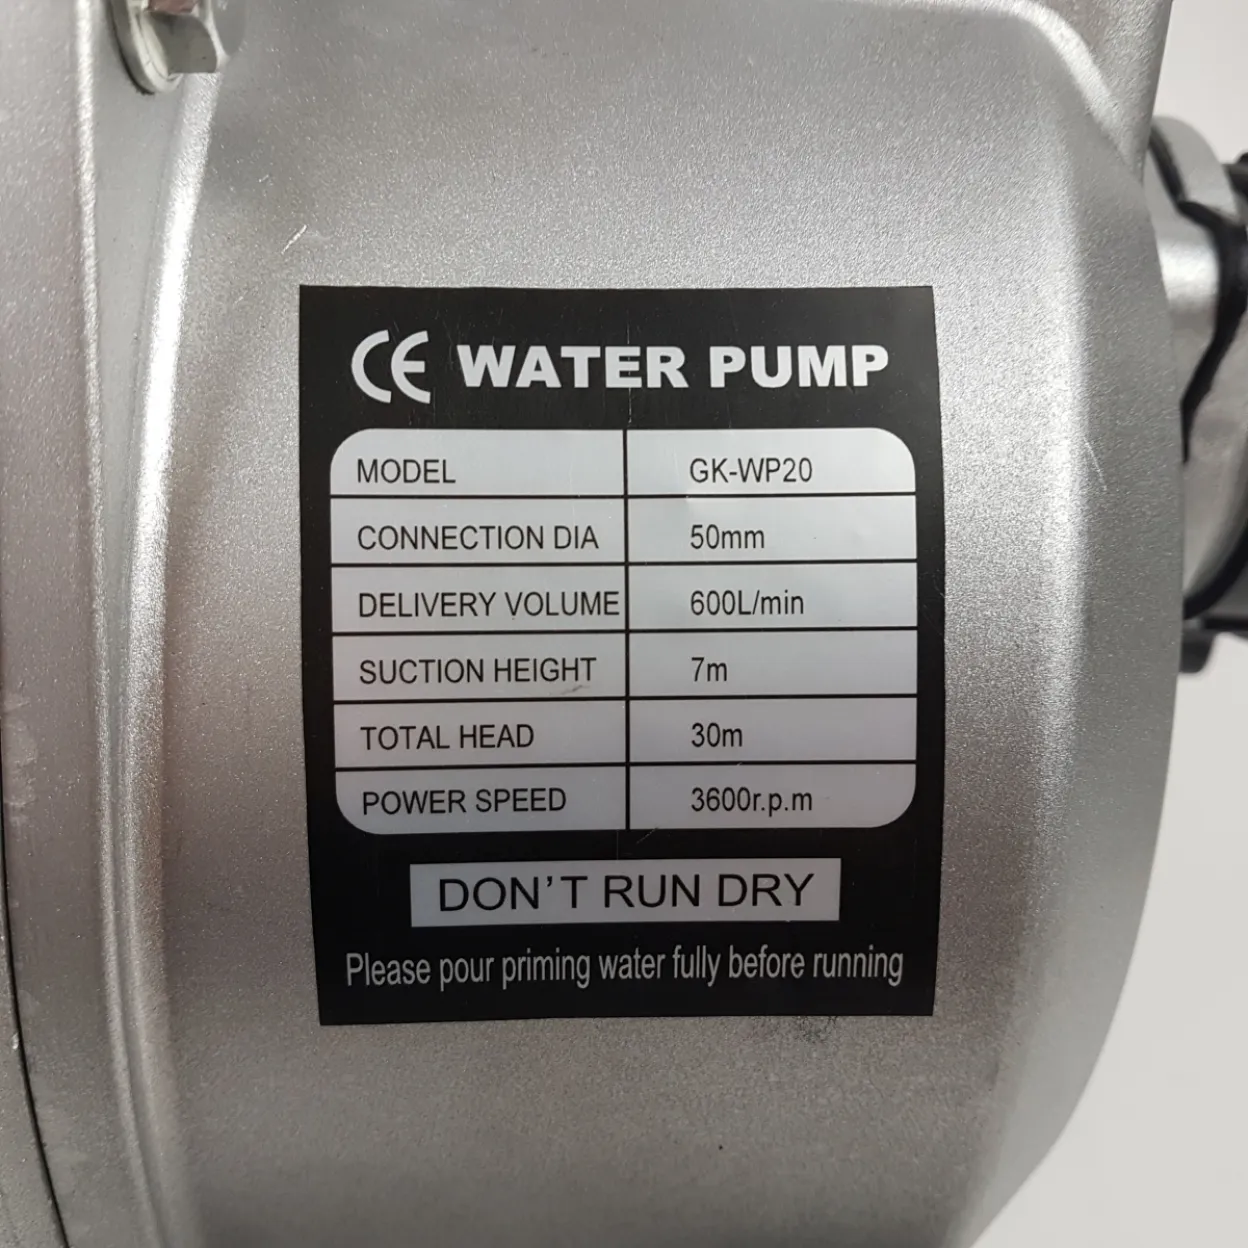 CE WATER PUMP
MODEL GK-WP20
CONNECTION DIA 50mm
DELIVERY VOLUME 600L/min
SUCTION HEIGHT 7m
TOTAL HEAD 30m
POWER SPEED 3600r.p.m
DON'T RUN DRY
Please pour priming water fully before running